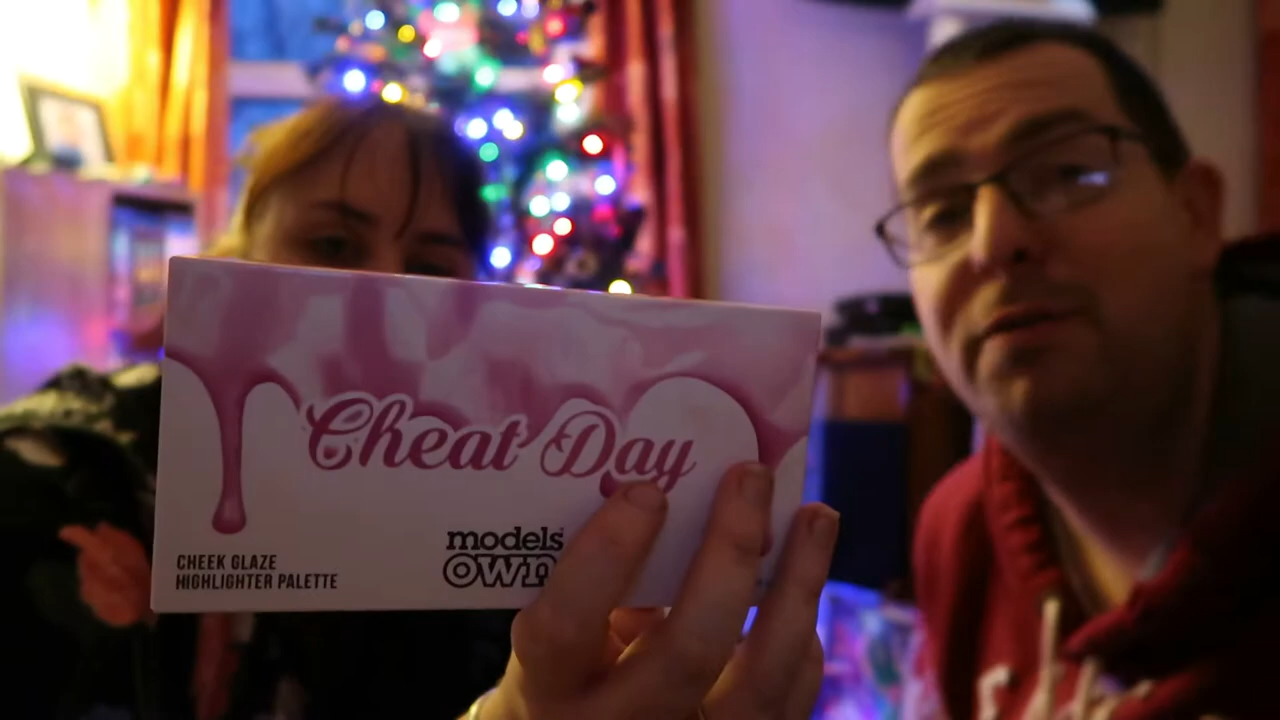 Cheat Day
models
OWN
CHEEK GLAZE
HIGHLIGHTER PALETTE